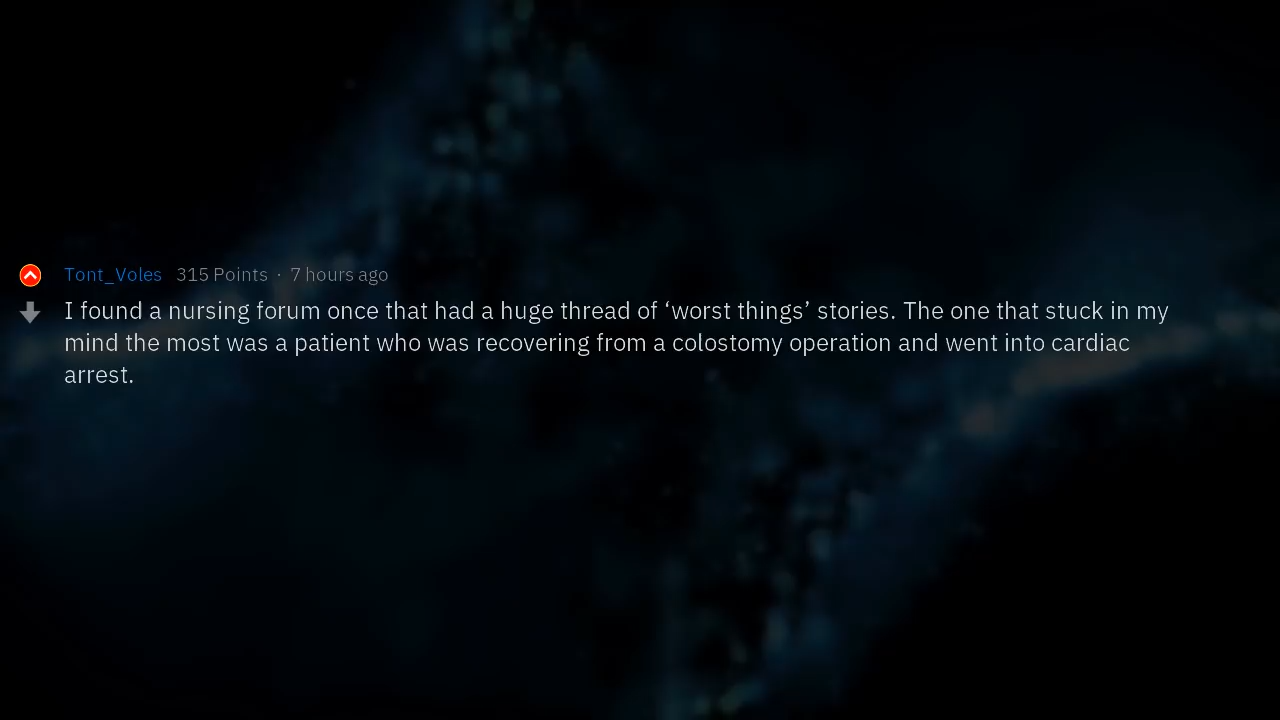 Tont_Voles 315 Points · 7 hours ago
I found a nursing forum once that had a huge thread of ‘worst things’ stories. The one that stuck in my
mind the most was a patient who was recovering from a colostomy operation and went into cardiac
arrest.